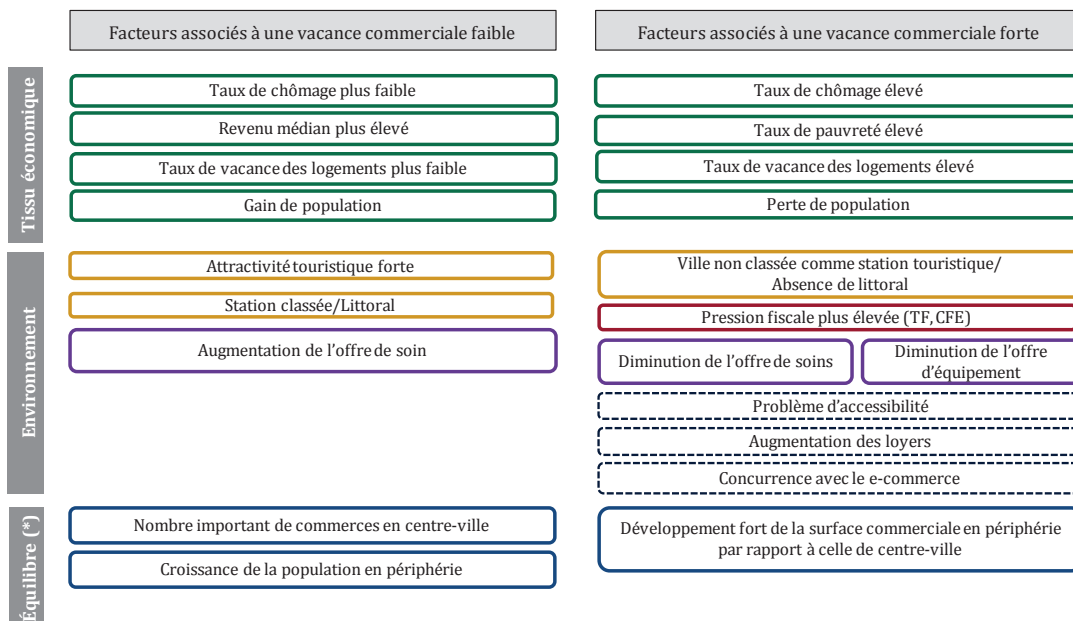 Facteurs associés à une vacance commerciale faible
Facteurs associés à une vacance commerciale forte
Tissu économique
Taux de chômage plus faible
Taux de chômage élevé
Revenu médian plus élevé
Taux de pauvreté élevé
Taux de vacance des logements plus faible
Taux de vacance des logements élevé
Gain de population
Perte de population
Environnement
Attractivité touristique forte
Ville non classée comme station touristique/
Absence de littoral
Station classée/Littoral
Pression fiscale plus élevée (TF, CFE)
Augmentation de l'offre de soin
Diminution de l'offre de soins
Diminution de l'offre
d'équipement
Problème d'accessibilité
Augmentation des loyers
Concurrence avec le e-commerce
Équilibre (*)
Nombre important de commerces en centre-ville
Développement fort de la surface commerciale en périphérie
par rapport à celle de centre-ville
Croissance de la population en périphérie